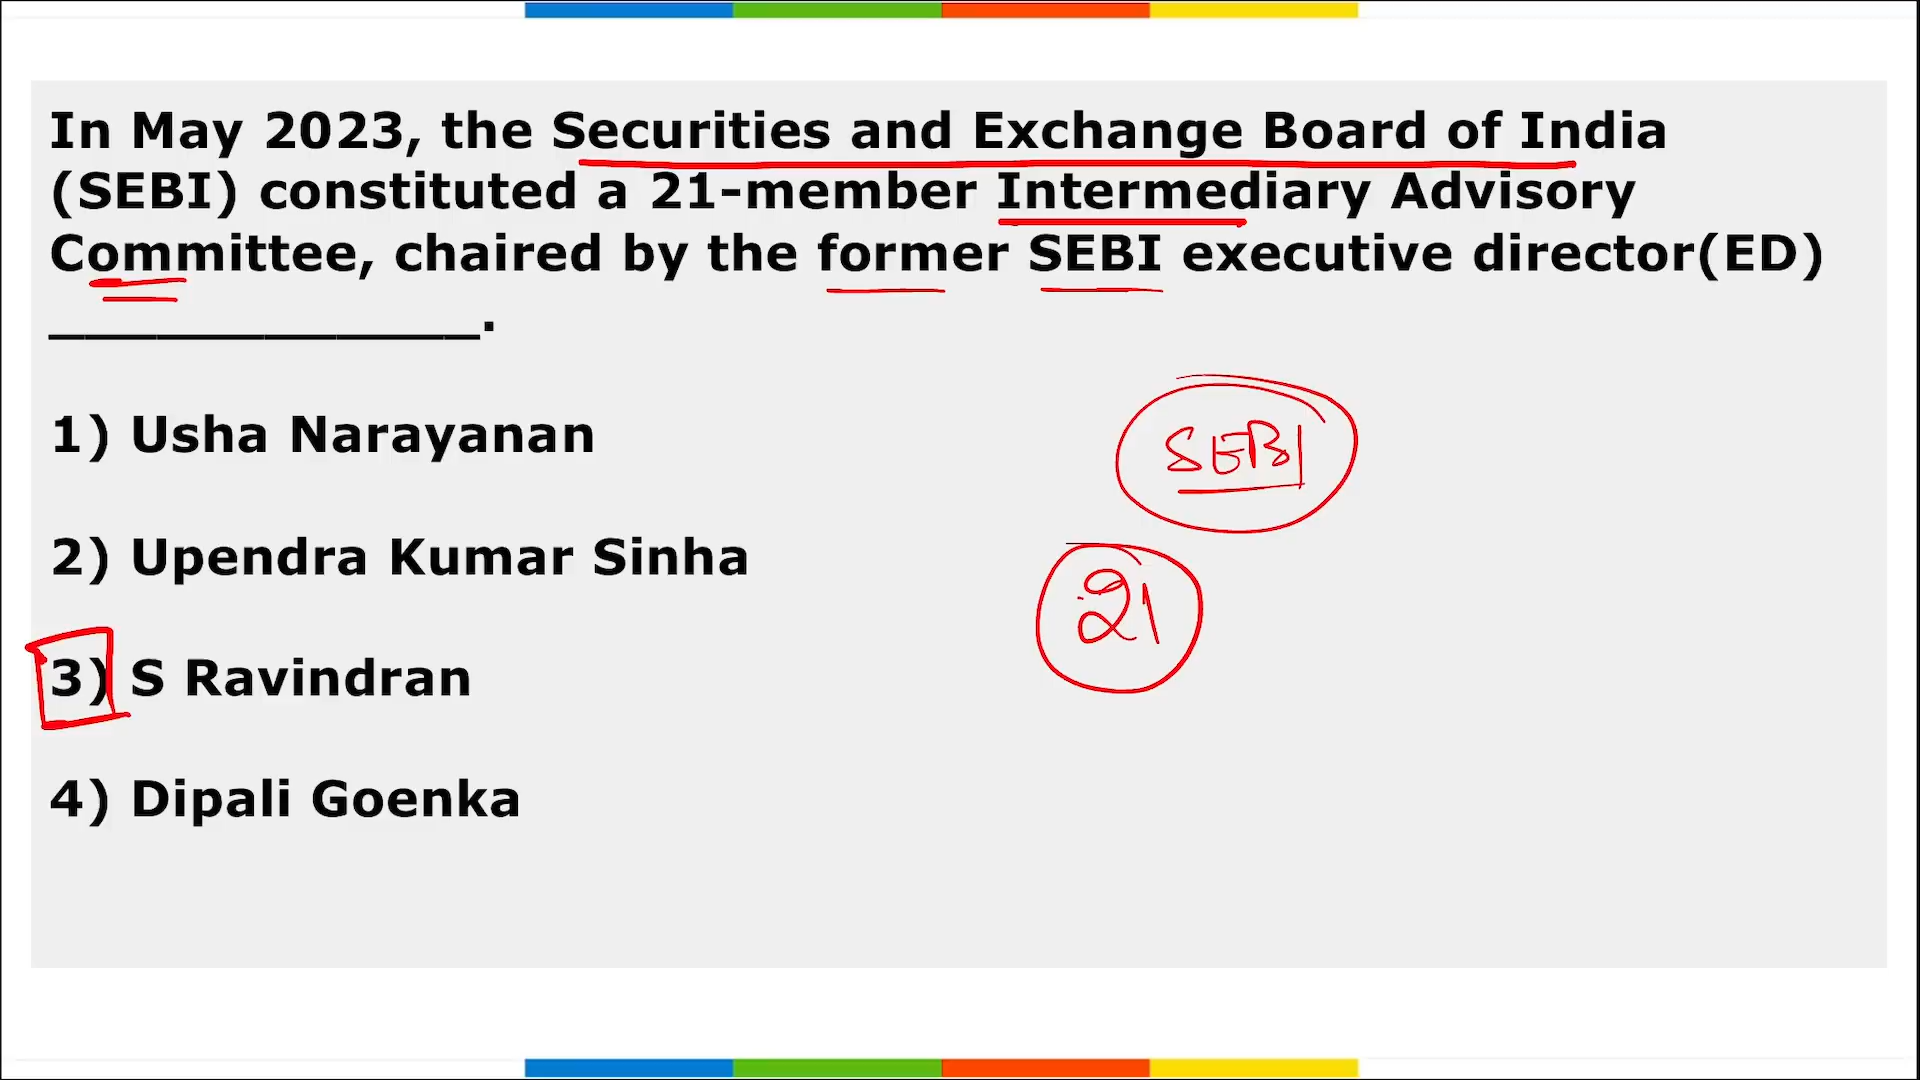 In May 2023, the Securities and Exchange Board of India
(SEBI) constituted a 21-member Intermediary Advisory
Committee, chaired by the former SEBI executive director(ED)
____________.
1) Usha Narayanan
SEBI
2) Upendra Kumar Sinha
21
3) S Ravindran
4) Dipali Goenka